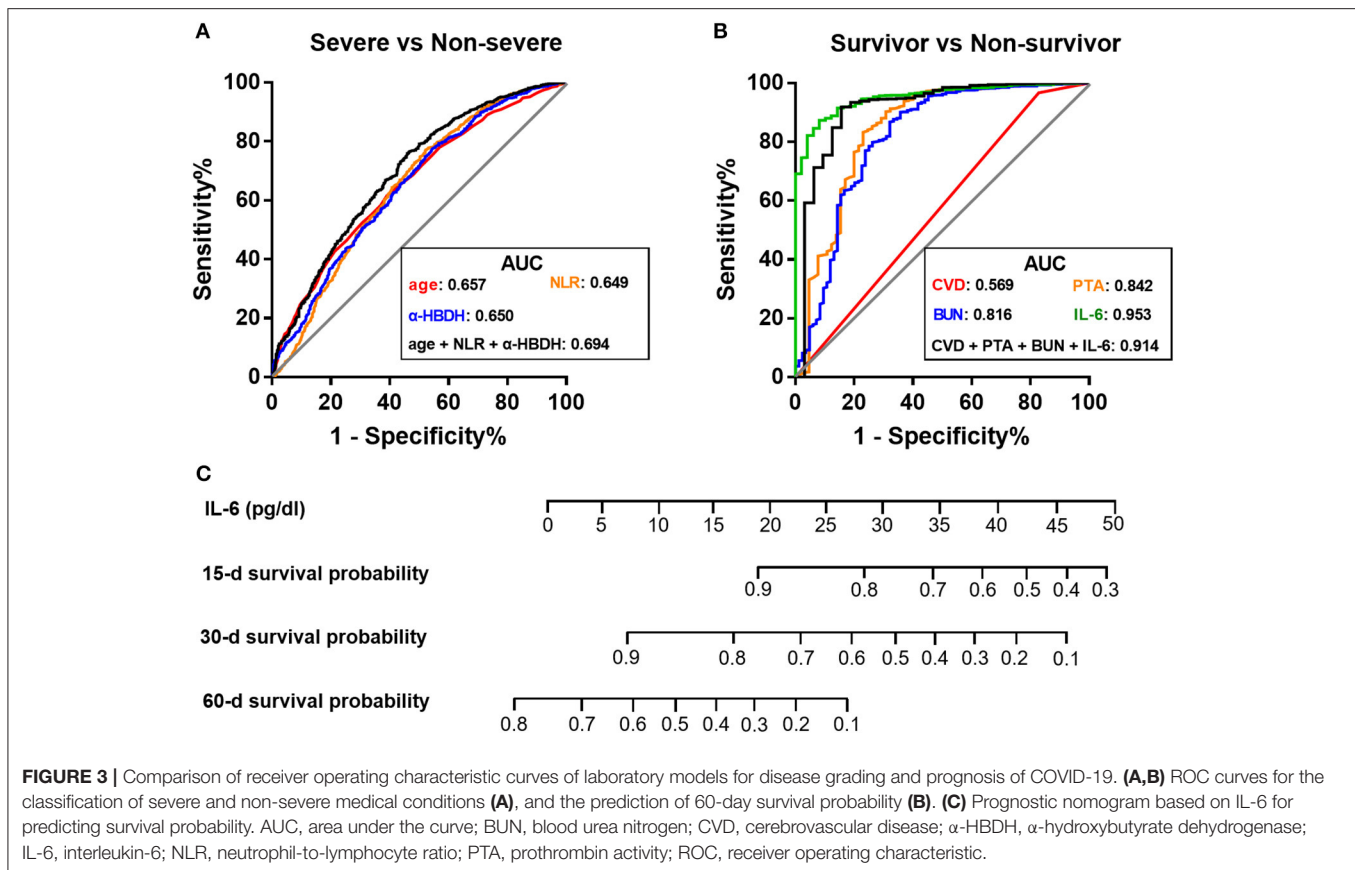 A
Severe vs Non-severe
100
80
60
40
20
0
Sensitivity%
0 20 40 60 80 100
1 - Specificity%
AUC
age: 0.657 NLR: 0.649
α-HBDH: 0.650
age + NLR + α-HBDH: 0.694
B
Survivor vs Non-survivor
100
80
60
40
20
0
Sensitivity%
0 20 40 60 80 100
1 - Specificity%
AUC
CVD: 0.569 PTA: 0.842
BUN: 0.816 IL-6: 0.953
CVD + PTA + BUN + IL-6: 0.914
C
IL-6 (pg/dl)
0 5 10 15 20 25 30 35 40 45 50
15-d survival probability
0.9 0.8 0.7 0.6 0.5 0.4 0.3
30-d survival probability
0.9 0.8 0.7 0.6 0.5 0.4 0.3 0.2 0.1
60-d survival probability
0.8 0.7 0.6 0.5 0.4 0.3 0.2 0.1
FIGURE 3 | Comparison of receiver operating characteristic curves of laboratory models for disease grading and prognosis of COVID-19. (A,B) ROC curves for the
classification of severe and non-severe medical conditions (A), and the prediction of 60-day survival probability (B). (C) Prognostic nomogram based on IL-6 for
predicting survival probability. AUC, area under the curve; BUN, blood urea nitrogen; CVD, cerebrovascular disease; α-HBDH, α-hydroxybutyrate dehydrogenase;
IL-6, interleukin-6; NLR, neutrophil-to-lymphocyte ratio; PTA, prothrombin activity; ROC, receiver operating characteristic.